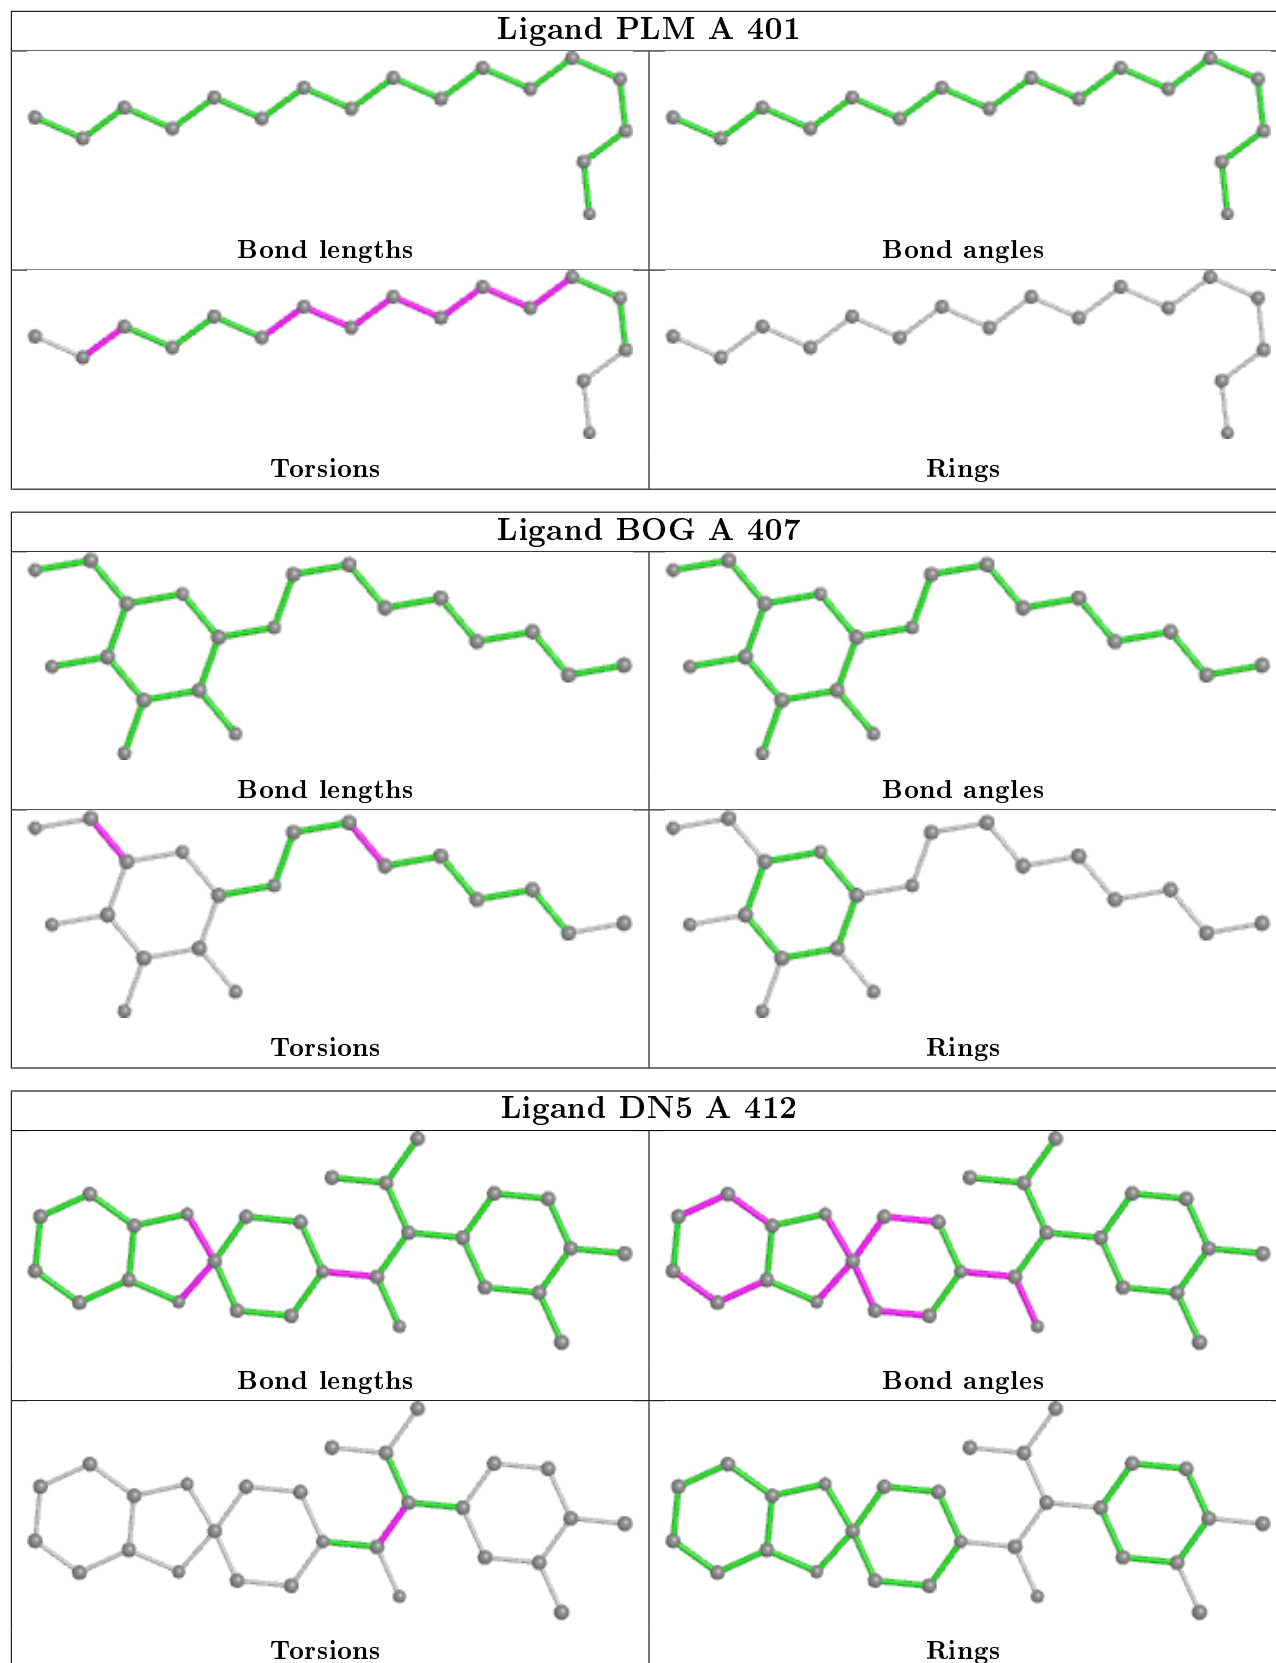 Ligand PLM A 401
Bond lengths
Bond angles
Torsions
Rings
Ligand BOG A 407
Bond lengths
Bond angles
Torsions
Rings
Ligand DN5 A 412
Bond lengths
Bond angles
Torsions
Rings